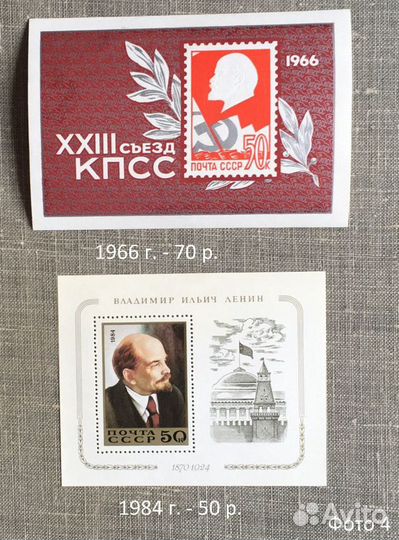 1966
XXIII СЪЕЗД
КПСС
ПОЧТА СССР 50 К
1966 г. - 70 р.
ВЛАДИМИР ИЛЬИЧ ЛЕНИН
1984
ПОЧТА
СССР 50
1870-1924
1984 г. - 50 р.
Avito
Фото 4